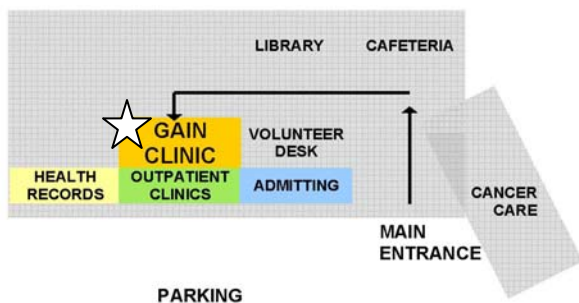 LIBRARY
CAFETERIA
GAIN
CLINIC
VOLUNTEER
DESK
HEALTH
RECORDS
OUTPATIENT
CLINICS
ADMITTING
CANCER
CARE
MAIN
ENTRANCE
PARKING